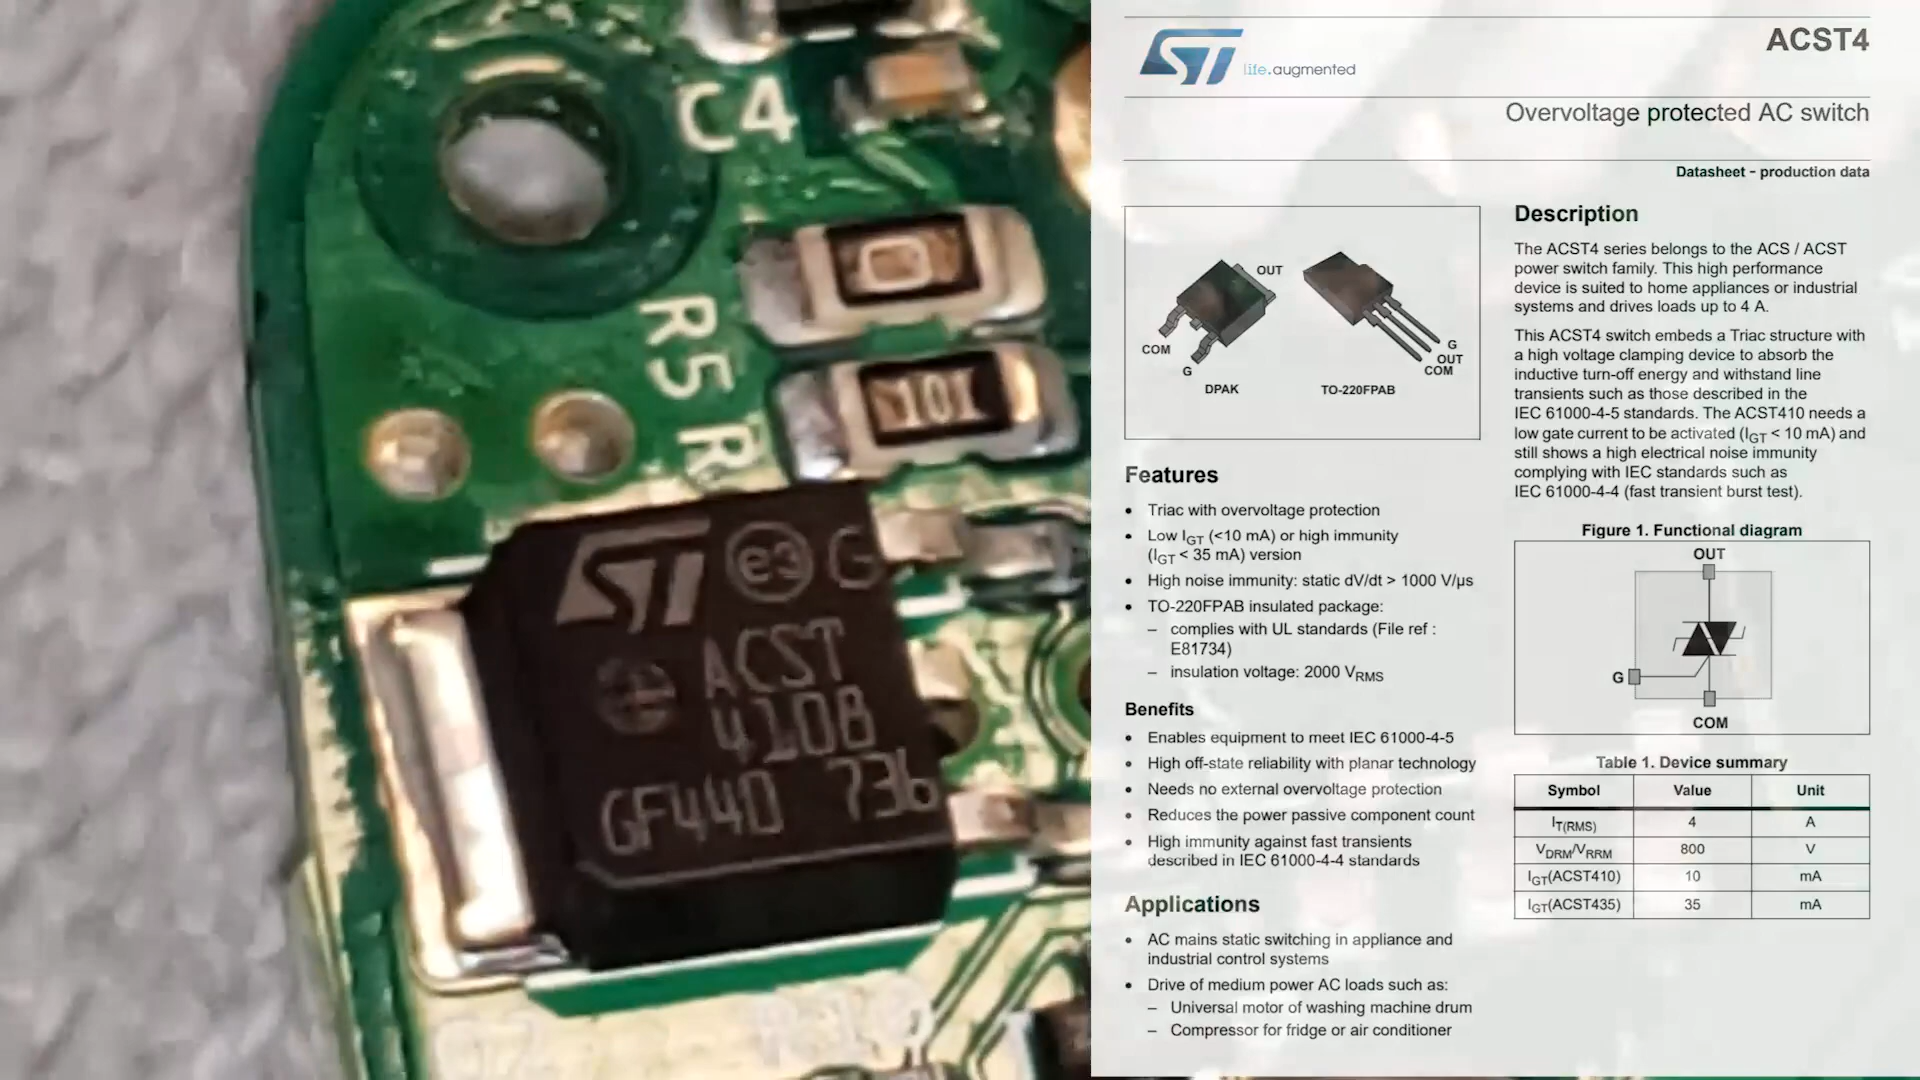 C4
0
R5
101
R
ST e3 G
ACST
410B
GF440 736
ST life.augmented
ACST4
Overvoltage protected AC switch
Datasheet - production data
OUT
COM
G
DPAK
G
OUT
COM
TO-220FPAB
Features
• Triac with overvoltage protection
• Low IGT (<10 mA) or high immunity
(IGT < 35 mA) version
• High noise immunity: static dV/dt > 1000 V/μs
• TO-220FPAB insulated package:
– complies with UL standards (File ref :
E81734)
– insulation voltage: 2000 VRMS
Benefits
• Enables equipment to meet IEC 61000-4-5
• High off-state reliability with planar technology
• Needs no external overvoltage protection
• Reduces the power passive component count
• High immunity against fast transients
described in IEC 61000-4-4 standards
Applications
• AC mains static switching in appliance and
industrial control systems
• Drive of medium power AC loads such as:
– Universal motor of washing machine drum
– Compressor for fridge or air conditioner
Description
The ACST4 series belongs to the ACS / ACST
power switch family. This high performance
device is suited to home appliances or industrial
systems and drives loads up to 4 A.
This ACST4 switch embeds a Triac structure with
a high voltage clamping device to absorb the
inductive turn-off energy and withstand line
transients such as those described in the
IEC 61000-4-5 standards. The ACST410 needs a
low gate current to be activated (IGT < 10 mA) and
still shows a high electrical noise immunity
complying with IEC standards such as
IEC 61000-4-4 (fast transient burst test).
Figure 1. Functional diagram
OUT
G
COM
Table 1. Device summary
Symbol Value Unit
IT(RMS) 4 A
VDRM/VRRM 800 V
IGT(ACST410) 10 mA
IGT(ACST435) 35 mA